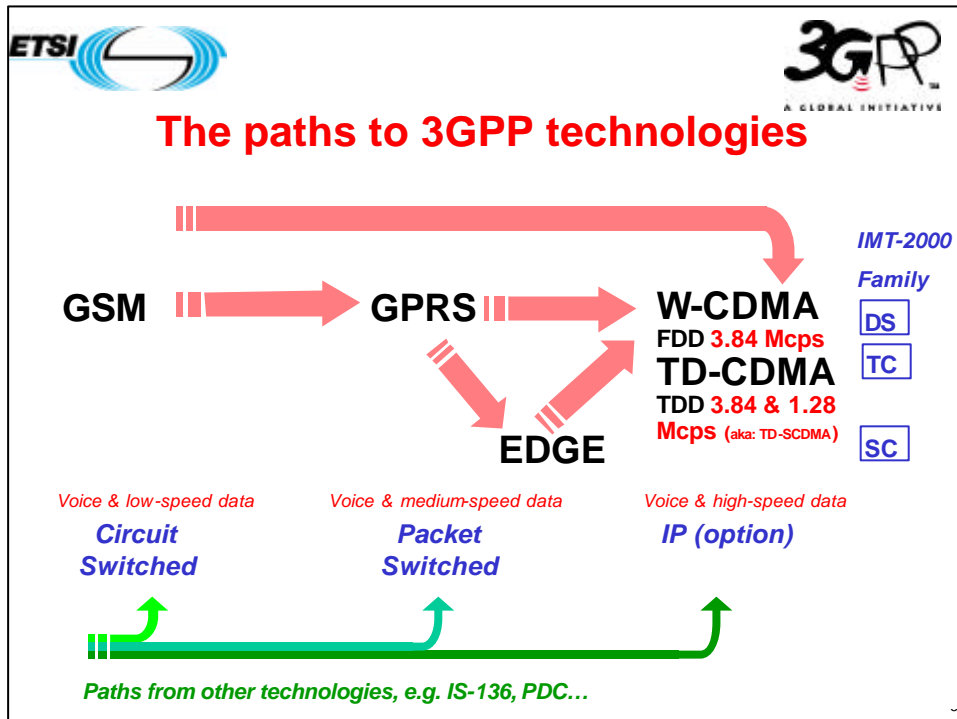 ETSI
3GPP™
A GLOBAL INITIATIVE
The paths to 3GPP technologies
IMT-2000
Family
GSM
GPRS
W-CDMA
FDD 3.84 Mcps
DS
TD-CDMA
TC
TDD 3.84 & 1.28
Mcps (aka: TD-SCDMA)
EDGE
SC
Voice & low-speed data
Voice & medium-speed data
Voice & high-speed data
Circuit
Switched
Packet
Switched
IP (option)
Paths from other technologies, e.g. IS-136, PDC…